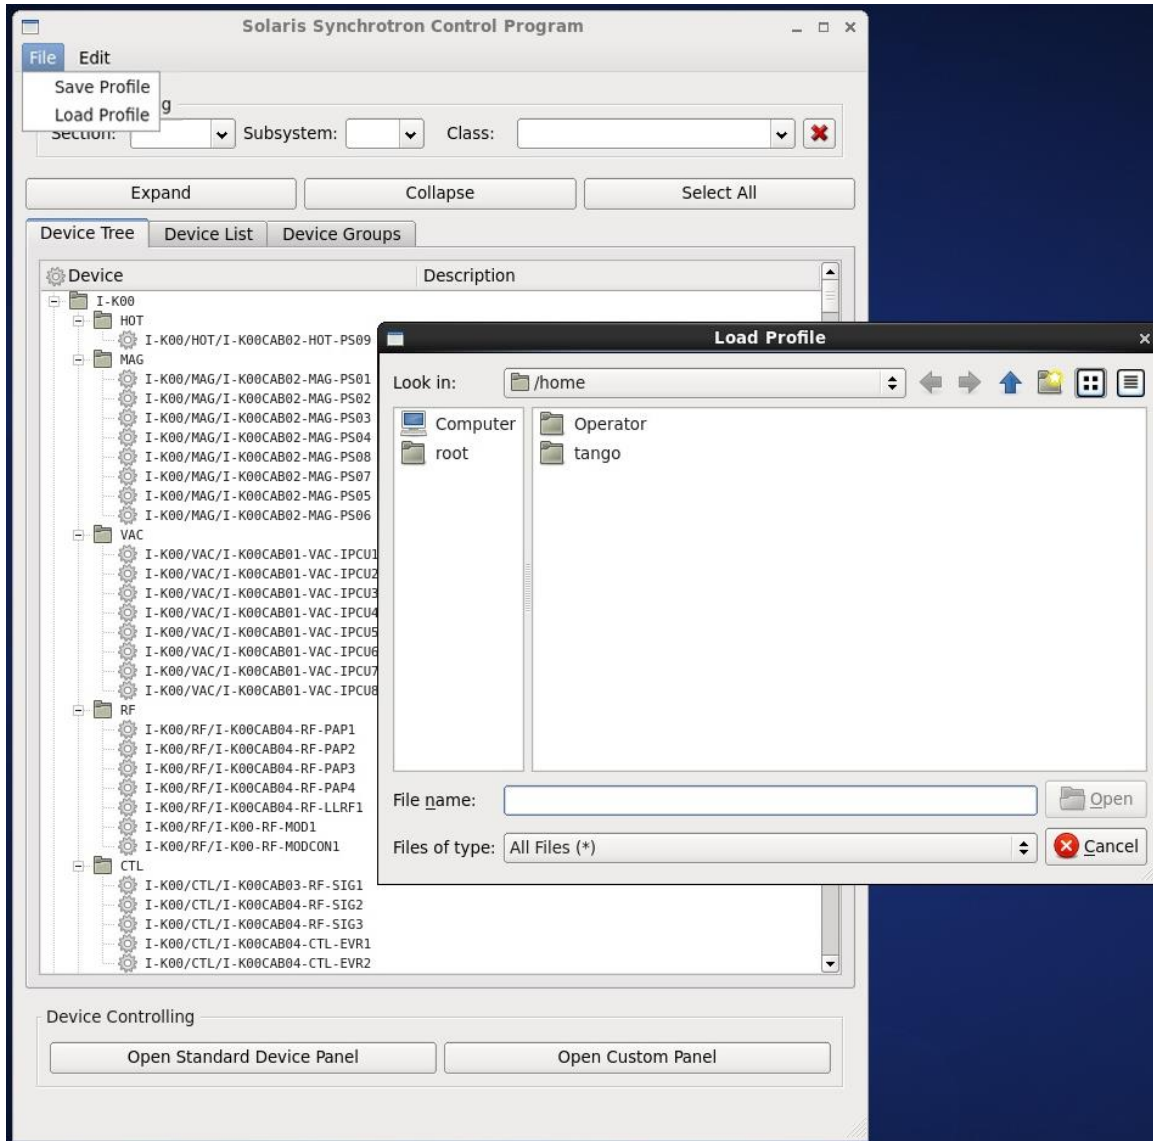 Solaris Synchrotron Control Program
File Edit
Save Profile
Load Profile
g
Section: Subsystem: Class:
Expand Collapse Select All
Device Tree Device List Device Groups
Device Description
I-K00
HOT
I-K00/HOT/I-K00CAB02-HOT-PS09
MAG
I-K00/MAG/I-K00CAB02-MAG-PS01
I-K00/MAG/I-K00CAB02-MAG-PS02
I-K00/MAG/I-K00CAB02-MAG-PS03
I-K00/MAG/I-K00CAB02-MAG-PS04
I-K00/MAG/I-K00CAB02-MAG-PS08
I-K00/MAG/I-K00CAB02-MAG-PS07
I-K00/MAG/I-K00CAB02-MAG-PS05
I-K00/MAG/I-K00CAB02-MAG-PS06
VAC
I-K00/VAC/I-K00CAB01-VAC-IPCU1
I-K00/VAC/I-K00CAB01-VAC-IPCU2
I-K00/VAC/I-K00CAB01-VAC-IPCU3
I-K00/VAC/I-K00CAB01-VAC-IPCU4
I-K00/VAC/I-K00CAB01-VAC-IPCU5
I-K00/VAC/I-K00CAB01-VAC-IPCU6
I-K00/VAC/I-K00CAB01-VAC-IPCU7
I-K00/VAC/I-K00CAB01-VAC-IPCU8
RF
I-K00/RF/I-K00CAB04-RF-PAP1
I-K00/RF/I-K00CAB04-RF-PAP2
I-K00/RF/I-K00CAB04-RF-PAP3
I-K00/RF/I-K00CAB04-RF-PAP4
I-K00/RF/I-K00CAB04-RF-LLRF1
I-K00/RF/I-K00-RF-MOD1
I-K00/RF/I-K00-RF-MODCON1
CTL
I-K00/CTL/I-K00CAB03-RF-SIG1
I-K00/CTL/I-K00CAB04-RF-SIG2
I-K00/CTL/I-K00CAB04-RF-SIG3
I-K00/CTL/I-K00CAB04-CTL-EVR1
I-K00/CTL/I-K00CAB04-CTL-EVR2
Device Controlling
Open Standard Device Panel Open Custom Panel
Load Profile
Look in: /home
Computer Operator
root tango
File name: Open
Files of type: All Files (*) Cancel